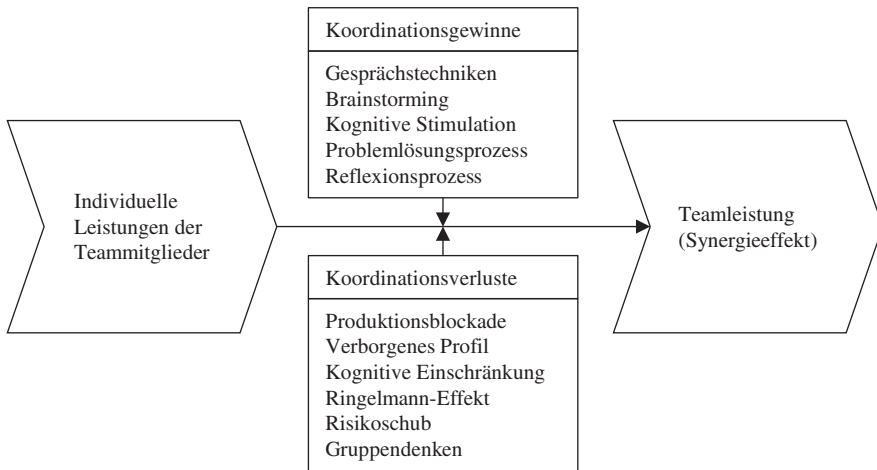 Koordinationsgewinne
Gesprächstechniken
Brainstorming
Kognitive Stimulation
Problemlösungsprozess
Reflexionsprozess
Individuelle
Leistungen der
Teammitglieder
Teamleistung
(Synergieeffekt)
Koordinationsverluste
Produktionsblockade
Verborgenes Profil
Kognitive Einschränkung
Ringelmann-Effekt
Risikoschub
Gruppendenken